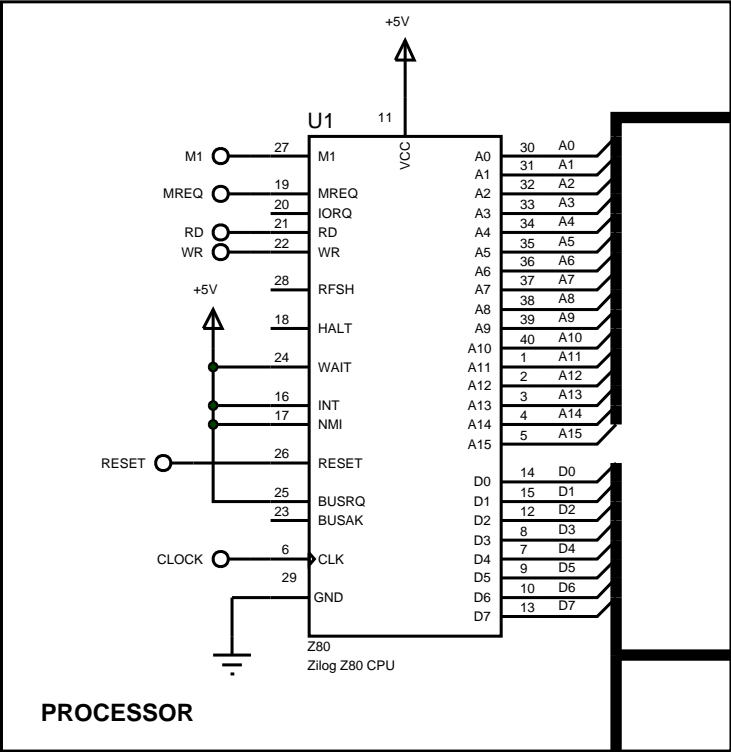 +5V
U1
11
VCC
M1 27 M1
MREQ 19 MREQ
20 IORQ
RD 21 RD
WR 22 WR
28 RFSH
+5V
18 HALT
24 WAIT
16 INT
17 NMI
RESET 26 RESET
25 BUSRQ
23 BUSAK
CLOCK 6 CLK
29 GND
A0 30 A0
A1 31 A1
A2 32 A2
A3 33 A3
A4 34 A4
A5 35 A5
A6 36 A6
A7 37 A7
A8 38 A8
A9 39 A9
A10 40 A10
A11 1 A11
A12 2 A12
A13 3 A13
A14 4 A14
A15 5 A15
D0 14 D0
D1 15 D1
D2 12 D2
D3 8 D3
D4 7 D4
D5 9 D5
D6 10 D6
D7 13 D7
Z80
Zilog Z80 CPU
PROCESSOR